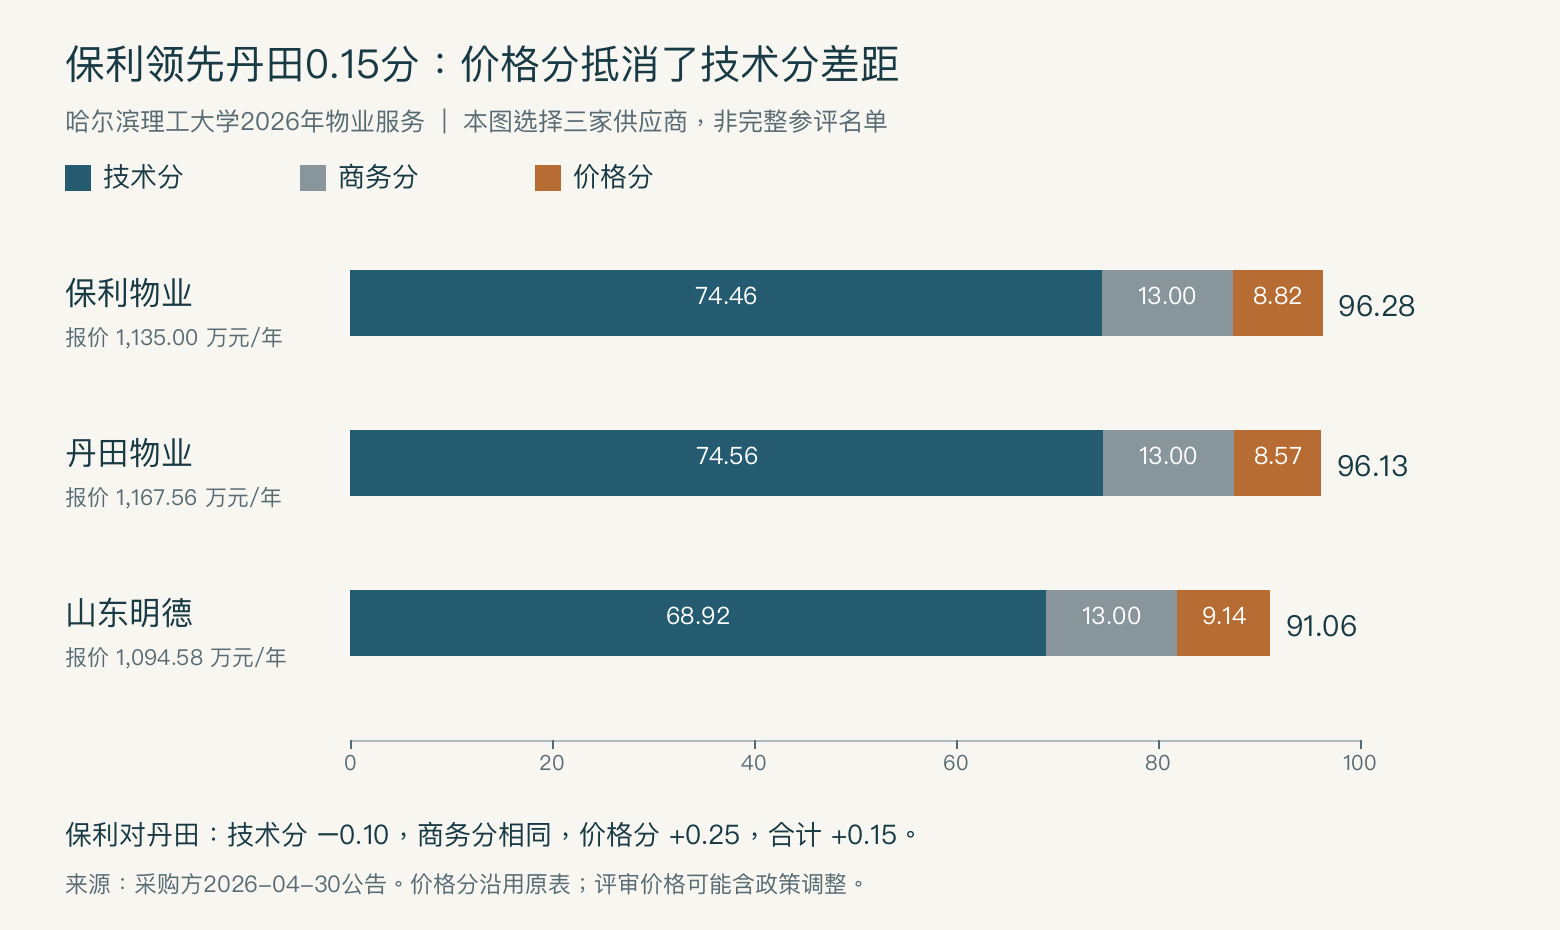 保利领先丹田0.15分：价格分抵消了技术分差距
哈尔滨理工大学2026年物业服务 ｜ 本图选择三家供应商，非完整参评名单
技术分 商务分 价格分
保利物业
报价 1,135.00 万元/年
74.46 13.00 8.82 96.28
丹田物业
报价 1,167.56 万元/年
74.56 13.00 8.57 96.13
山东明德
报价 1,094.58 万元/年
68.92 13.00 9.14 91.06
0 20 40 60 80 100
保利对丹田：技术分 −0.10，商务分相同，价格分 +0.25，合计 +0.15。
来源：采购方2026–04–30公告。价格分沿用原表；评审价格可能含政策调整。